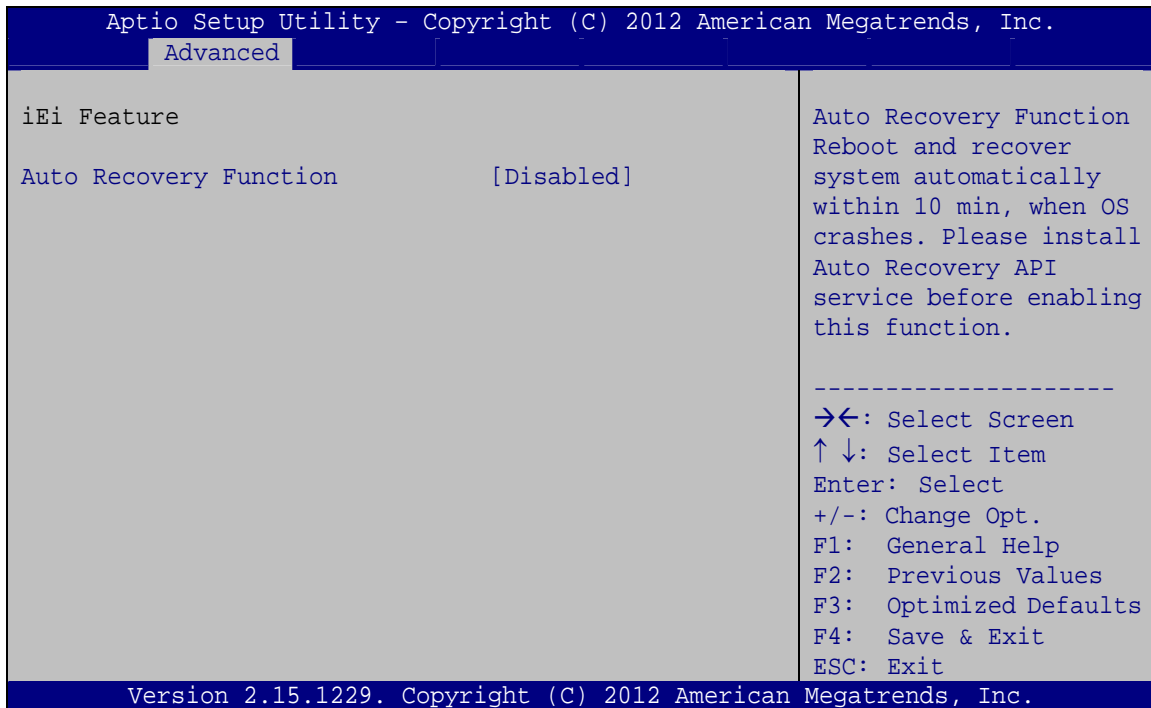 Aptio Setup Utility – Copyright (C) 2012 American Megatrends, Inc.
Advanced
iEi Feature
Auto Recovery Function [Disabled]
Auto Recovery Function
Reboot and recover
system automatically
within 10 min, when OS
crashes. Please install
Auto Recovery API
service before enabling
this function.
---------------------
→←: Select Screen
↑ ↓: Select Item
Enter: Select
+/-: Change Opt.
F1: General Help
F2: Previous Values
F3: Optimized Defaults
F4: Save & Exit
ESC: Exit
Version 2.15.1229. Copyright (C) 2012 American Megatrends, Inc.